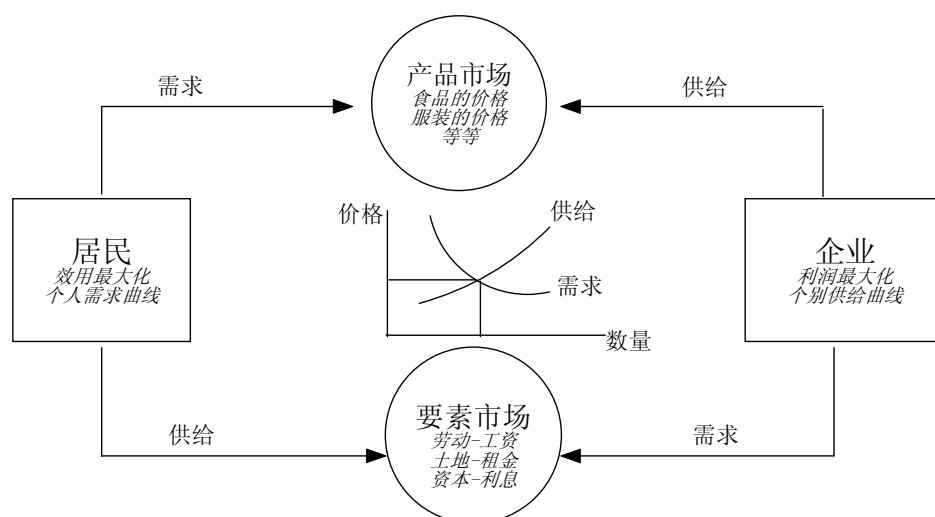 产品市场
食品的价格
服装的价格
等等
需求
供给
居民
效用最大化
个人需求曲线
价格
供给
需求
数量
企业
利润最大化
个别供给曲线
要素市场
劳动-工资
土地-租金
资本-利息
供给
需求